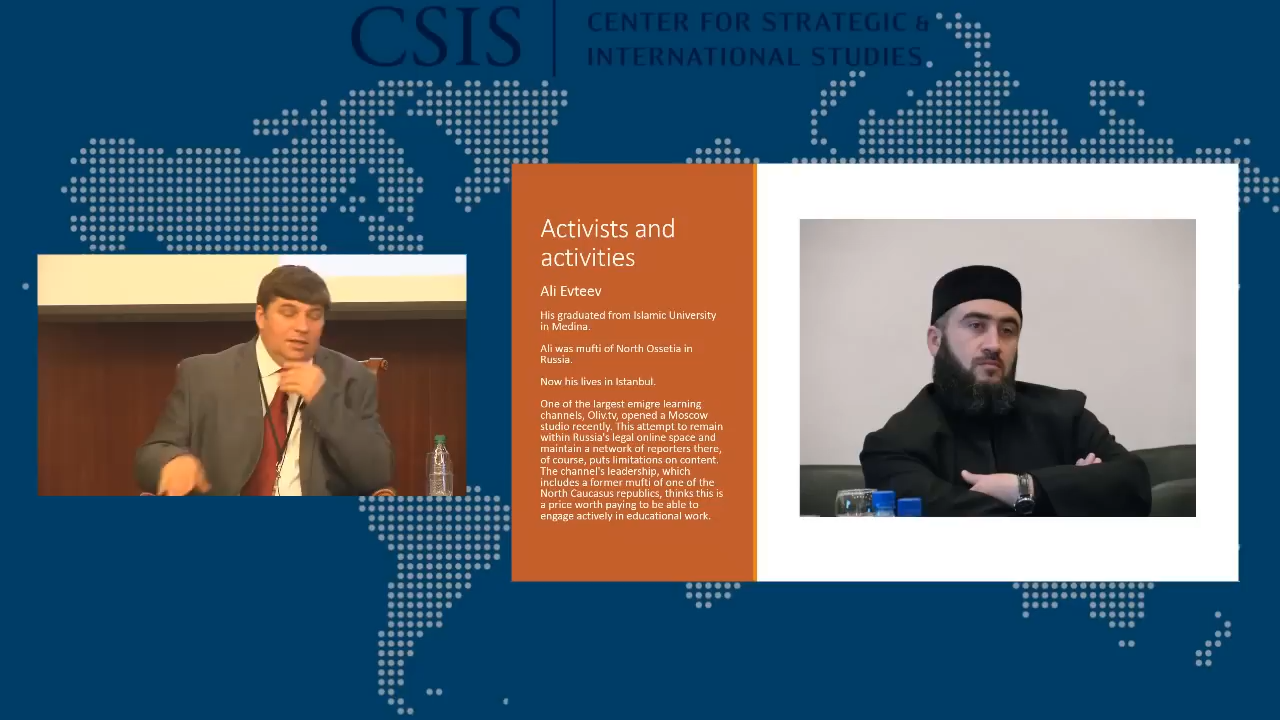 CSIS
CENTER FOR STRATEGIC &
INTERNATIONAL STUDIES
Activists and
activities
Ali Evteev
His graduated from Islamic University
in Medina.
Ali was mufti of North Ossetia in
Russia.
Now his lives in Istanbul.
One of the largest emigre learning
channels, Oliv.tv, opened a Moscow
studio recently. This attempt to remain
within Russia's legal online space and
maintain a network of reporters there,
of course, puts limitations on content.
The channel's leadership, which
includes a former mufti of one of the
North Caucasus republics, thinks this is
a price worth paying to be able to
engage actively in educational work.